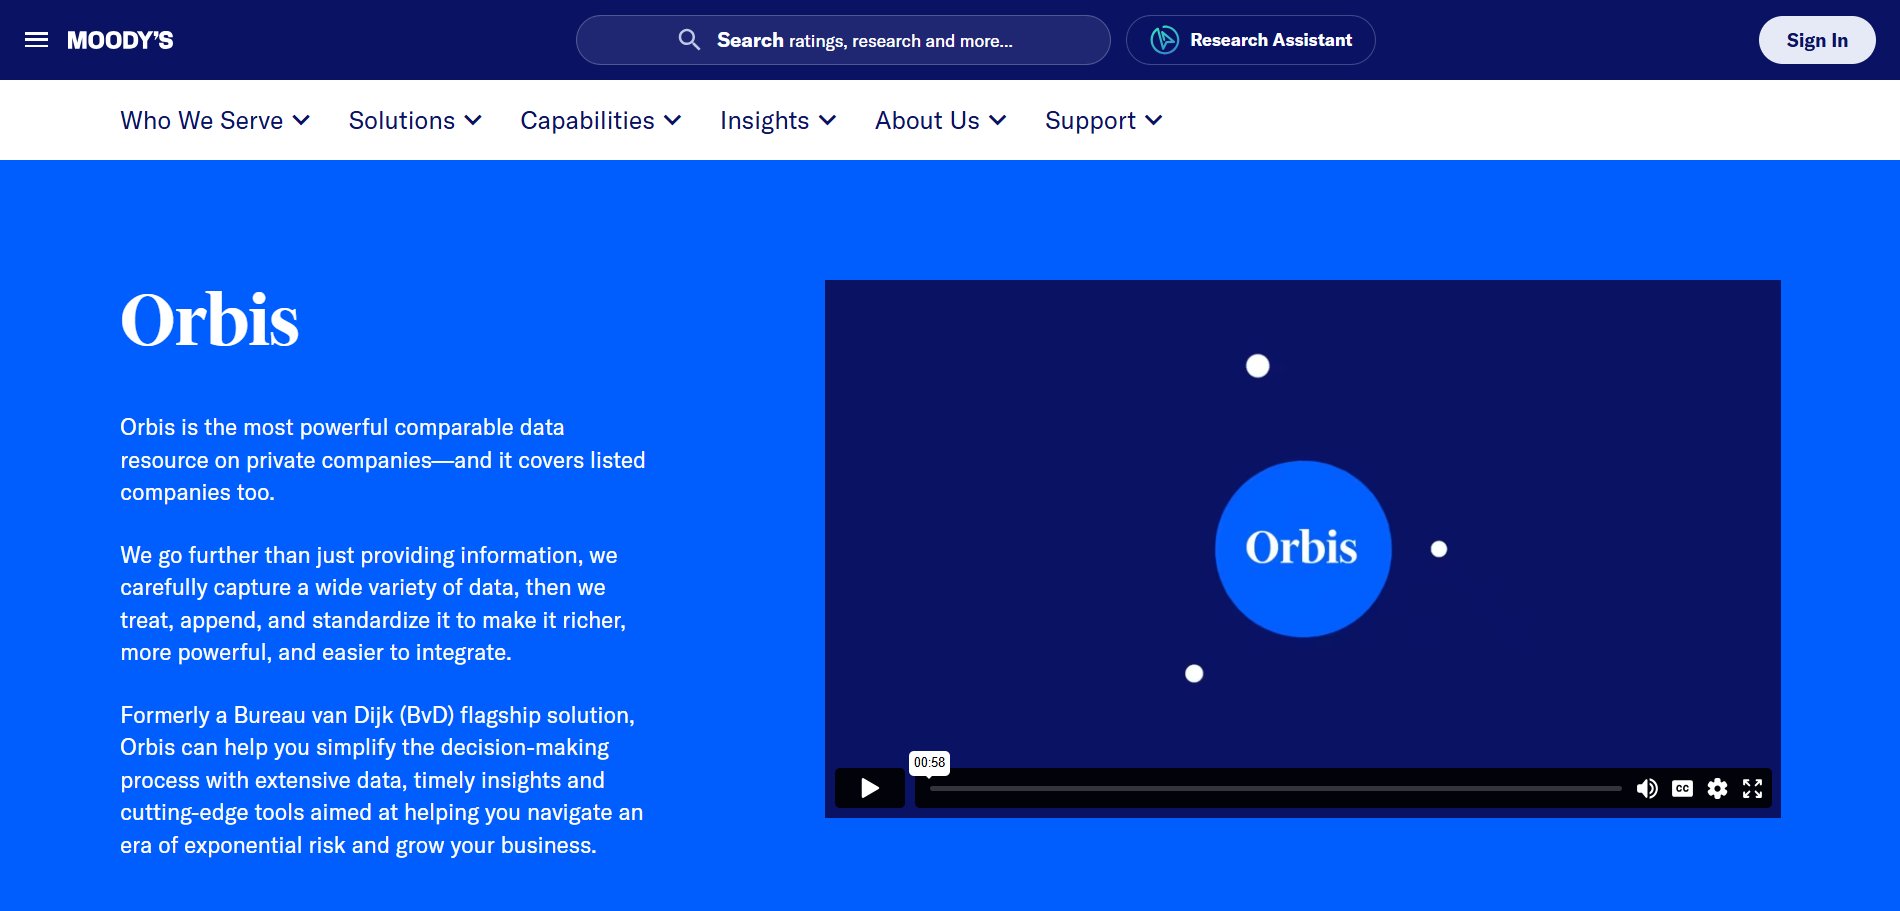 MOODY'S
Search ratings, research and more...
Research Assistant
Sign In
Who We Serve
Solutions
Capabilities
Insights
About Us
Support
Orbis
Orbis is the most powerful comparable data
resource on private companies—and it covers listed
companies too.
We go further than just providing information, we
carefully capture a wide variety of data, then we
treat, append, and standardize it to make it richer,
more powerful, and easier to integrate.
Formerly a Bureau van Dijk (BvD) flagship solution,
Orbis can help you simplify the decision-making
process with extensive data, timely insights and
cutting-edge tools aimed at helping you navigate an
era of exponential risk and grow your business.
Orbis
00:58
CC